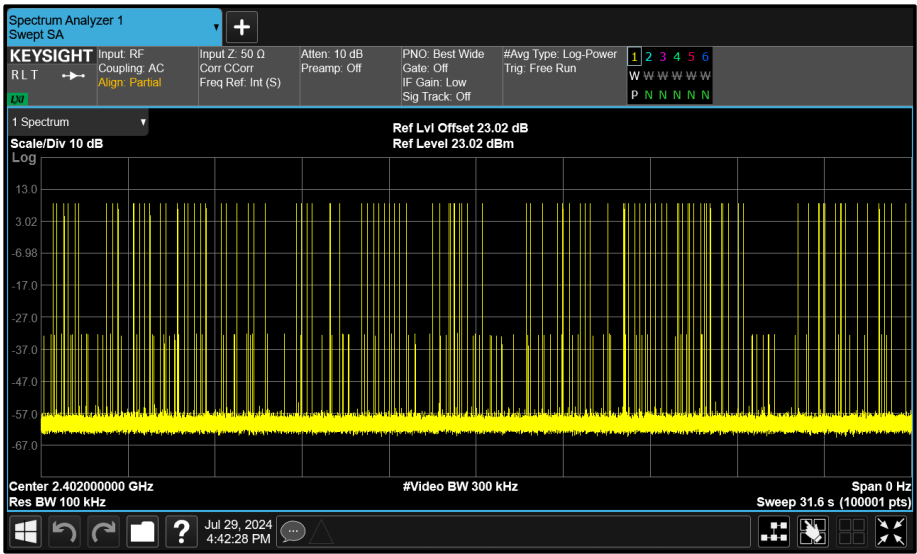 Spectrum Analyzer 1
Swept SA
+
KEYSIGHT Input: RF Input Z: 50 Ω Atten: 10 dB PNO: Best Wide #Avg Type: Log-Power 1 2 3 4 5 6
RLT Coupling: AC Corr CCorr Preamp: Off Gate: Off Trig: Free Run W W W W W W
Align: Partial Freq Ref: Int (S) IF Gain: Low P N N N N N
LXI Sig Track: Off
1 Spectrum
Ref Lvl Offset 23.02 dB
Scale/Div 10 dB Ref Level 23.02 dBm
Log
13.0
3.02
-6.98
-17.0
-27.0
-37.0
-47.0
-57.0
-67.0
Center 2.402000000 GHz #Video BW 300 kHz Span 0 Hz
Res BW 100 kHz Sweep 31.6 s (100001 pts)
? Jul 29, 2024
4:42:28 PM